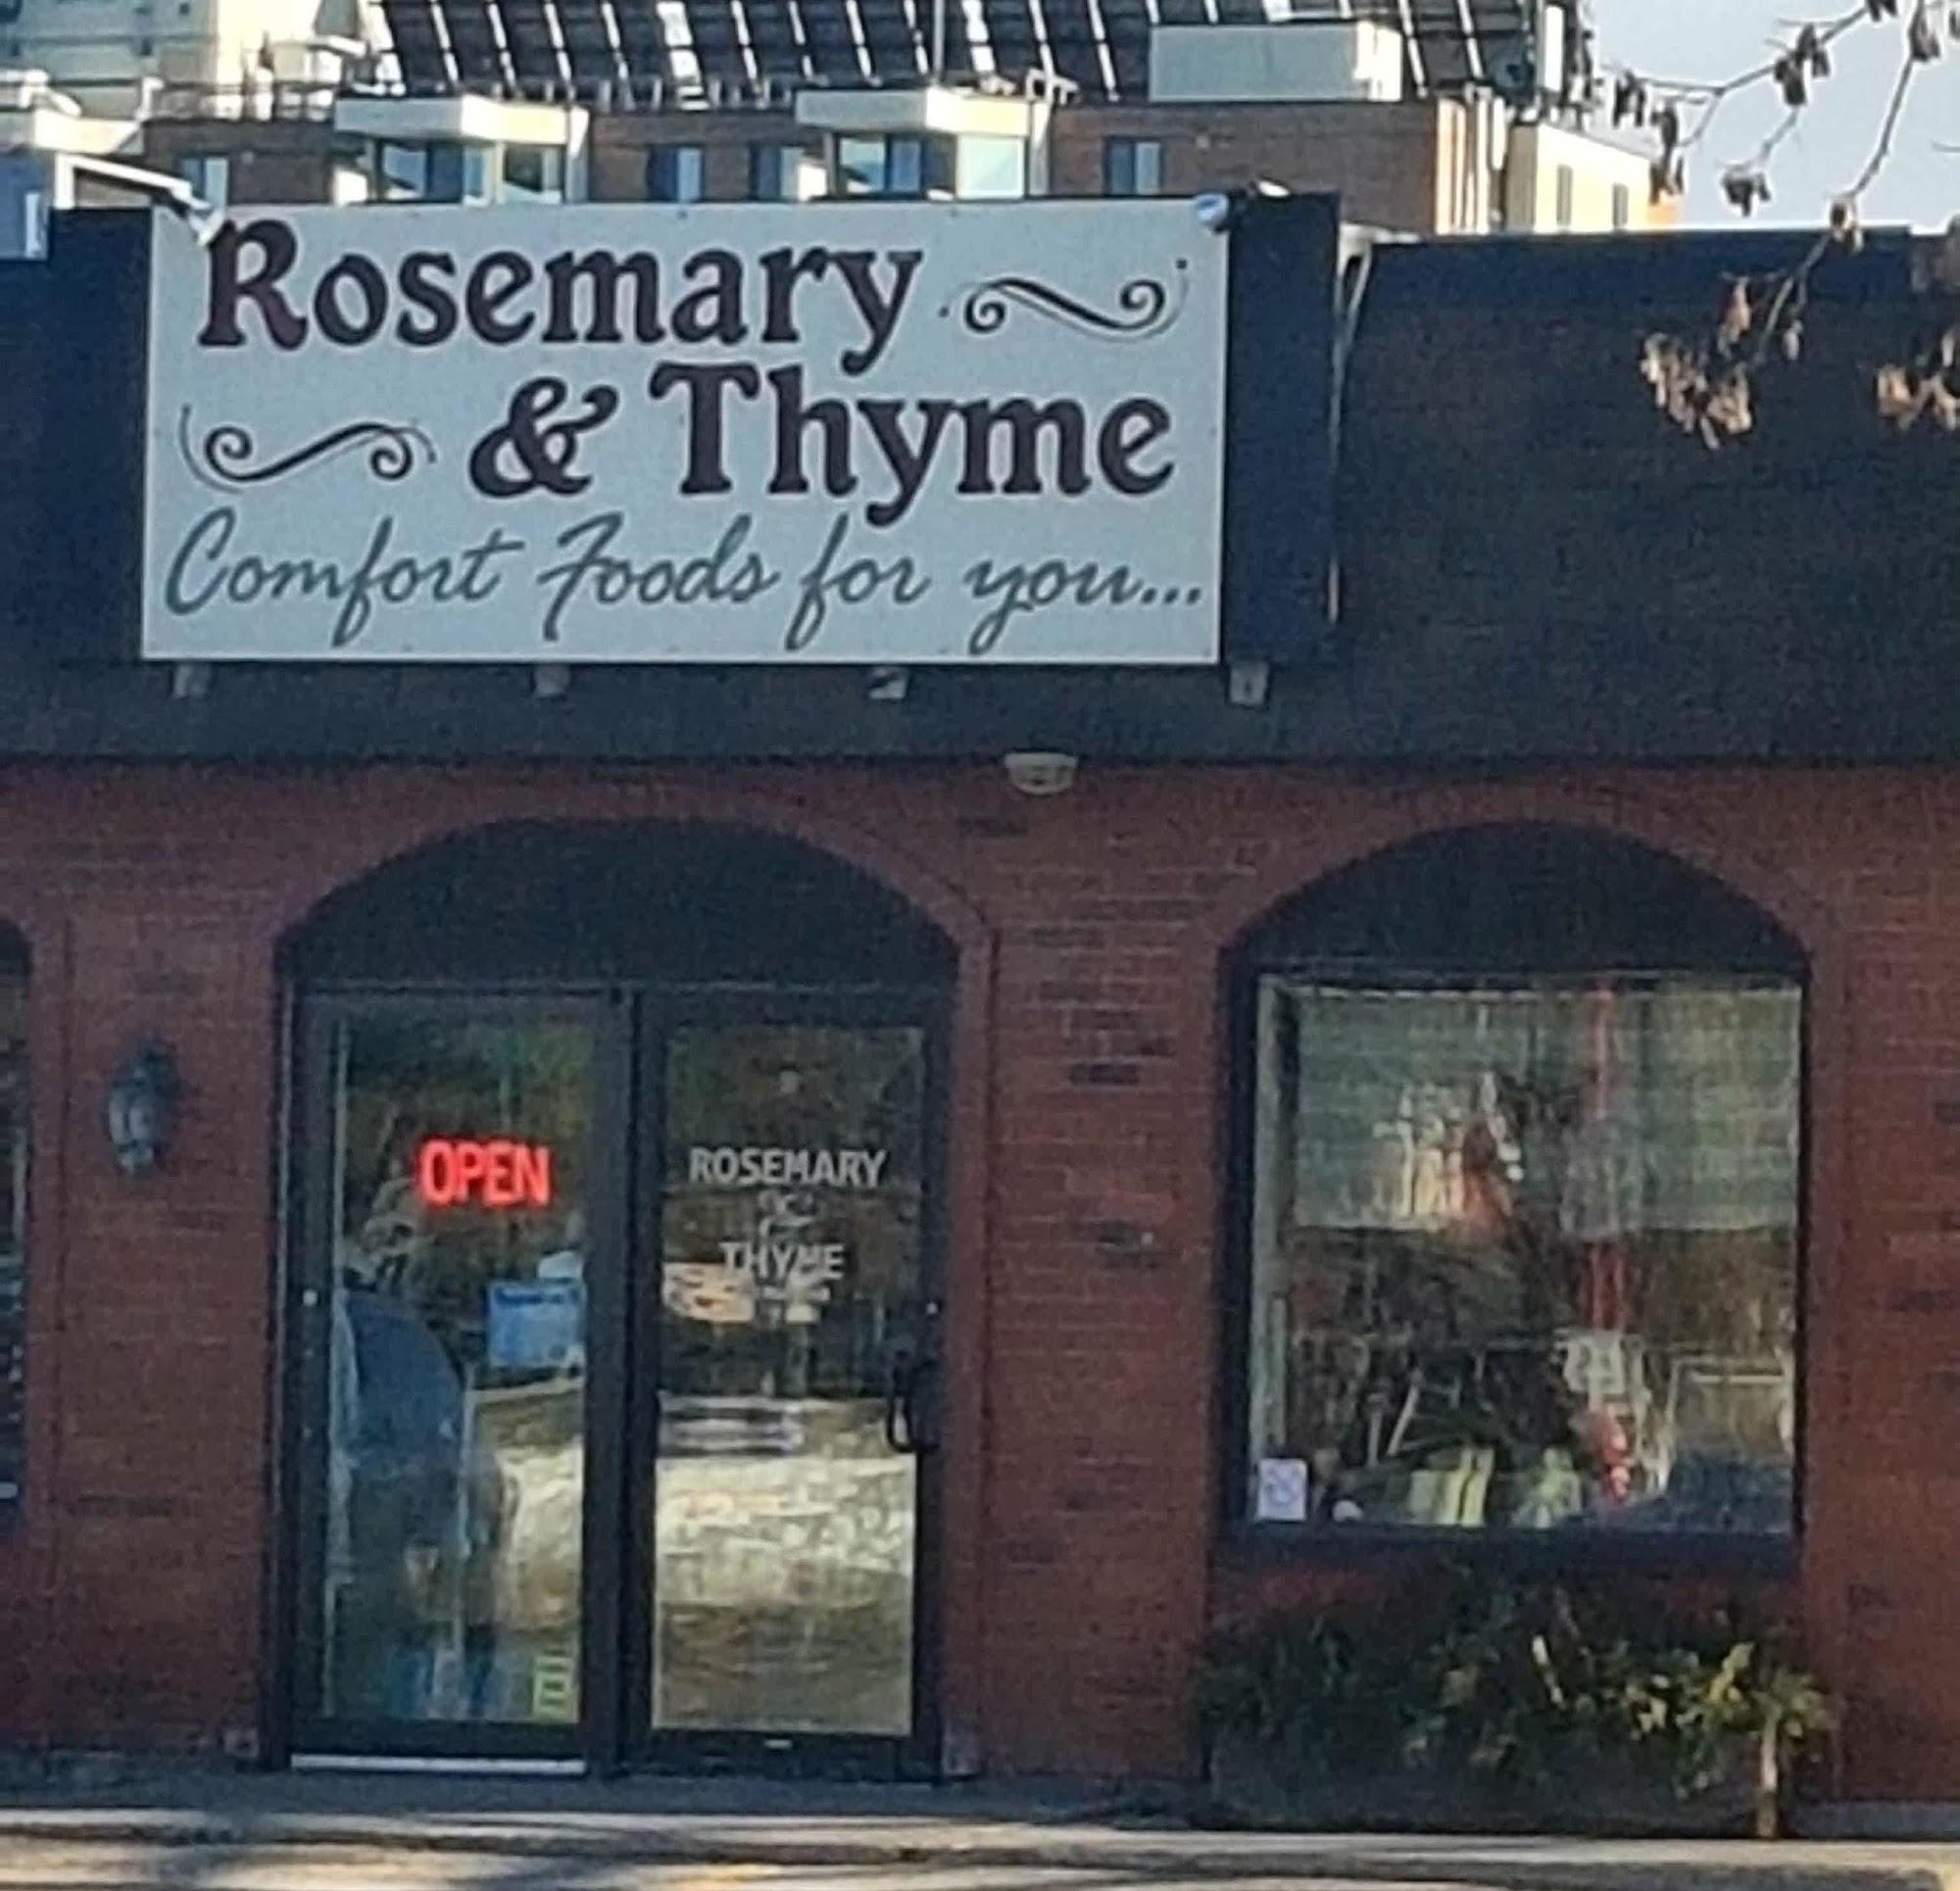 Rosemary
& Thyme
Comfort Foods for you...
OPEN
ROSEMARY
&
THYME